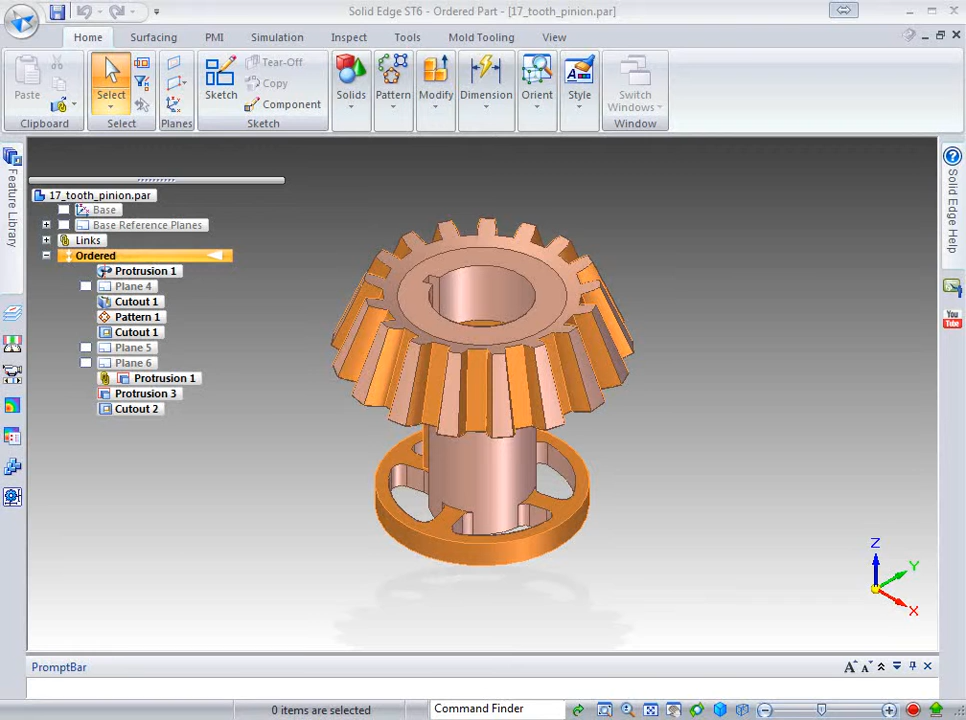 Solid Edge ST6 - Ordered Part - [17_tooth_pinion.par]
Home Surfacing PMI Simulation Inspect Tools Mold Tooling View
Paste
Clipboard
Select
Select
Planes
Sketch
Tear-Off
Copy
Component
Sketch
Solids
Pattern
Modify
Dimension
Orient
Style
Switch
Windows
Window
Feature Library
17_tooth_pinion.par
Base
Base Reference Planes
Links
Ordered
Protrusion 1
Plane 4
Cutout 1
Pattern 1
Cutout 1
Plane 5
Plane 6
Protrusion 1
Protrusion 3
Cutout 2
Solid Edge Help
You
Tube
Z
Y
X
PromptBar
A A
0 items are selected
Command Finder